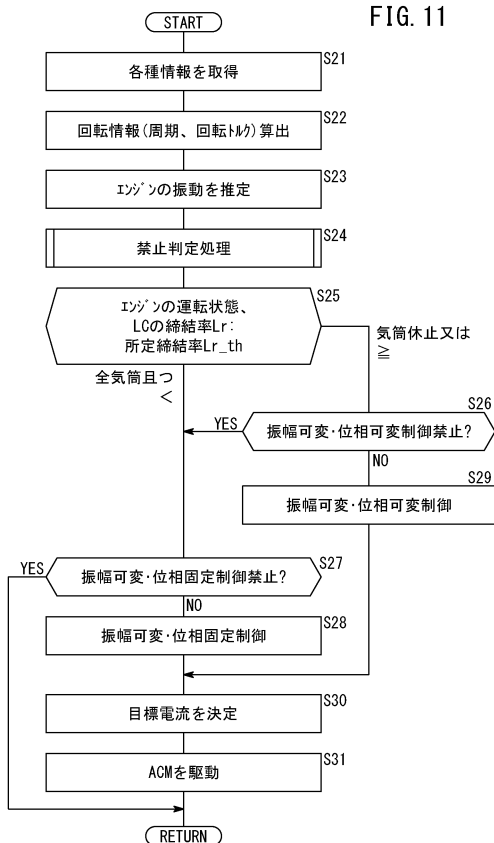 FIG. 11
START
S21
各種情報を取得
S22
回転情報(周期、回転ﾄﾙｸ)算出
S23
ｴﾝｼﾞﾝの振動を推定
S24
禁止判定処理
S25
ｴﾝｼﾞﾝの運転状態、
LCの締結率Lr:
所定締結率Lr_th
気筒休止又は
≧
全気筒且つ
<
S26
YES
振幅可変･位相可変制御禁止?
NO
S29
振幅可変･位相可変制御
S27
YES
振幅可変･位相固定制御禁止?
NO
S28
振幅可変･位相固定制御
S30
目標電流を決定
S31
ACMを駆動
RETURN